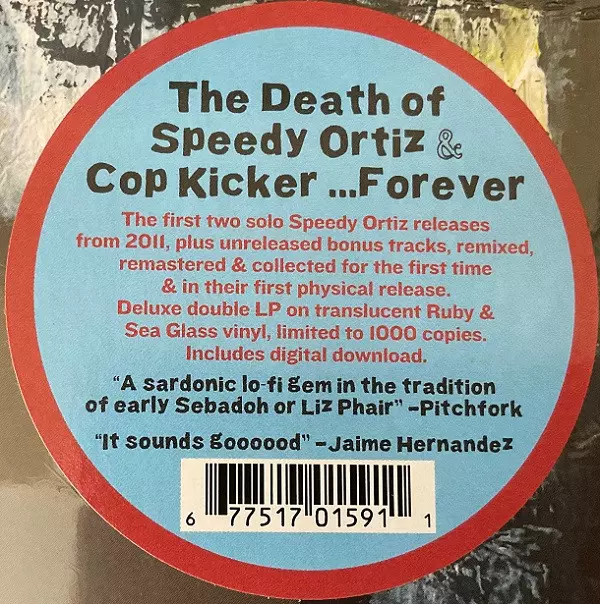 The Death of
Speedy Ortiz &
Cop Kicker ...Forever
The first two solo Speedy Ortiz releases
from 2011, plus unreleased bonus tracks, remixed,
remastered & collected for the first time
& in their first physical release.
Deluxe double LP on translucent Ruby &
Sea Glass vinyl, limited to 1000 copies.
Includes digital download.
"A sardonic lo-fi gem in the tradition
of early Sebadoh or Liz Phair" –Pitchfork
"It sounds goooood" –Jaime Hernandez
6 77517 01591 1